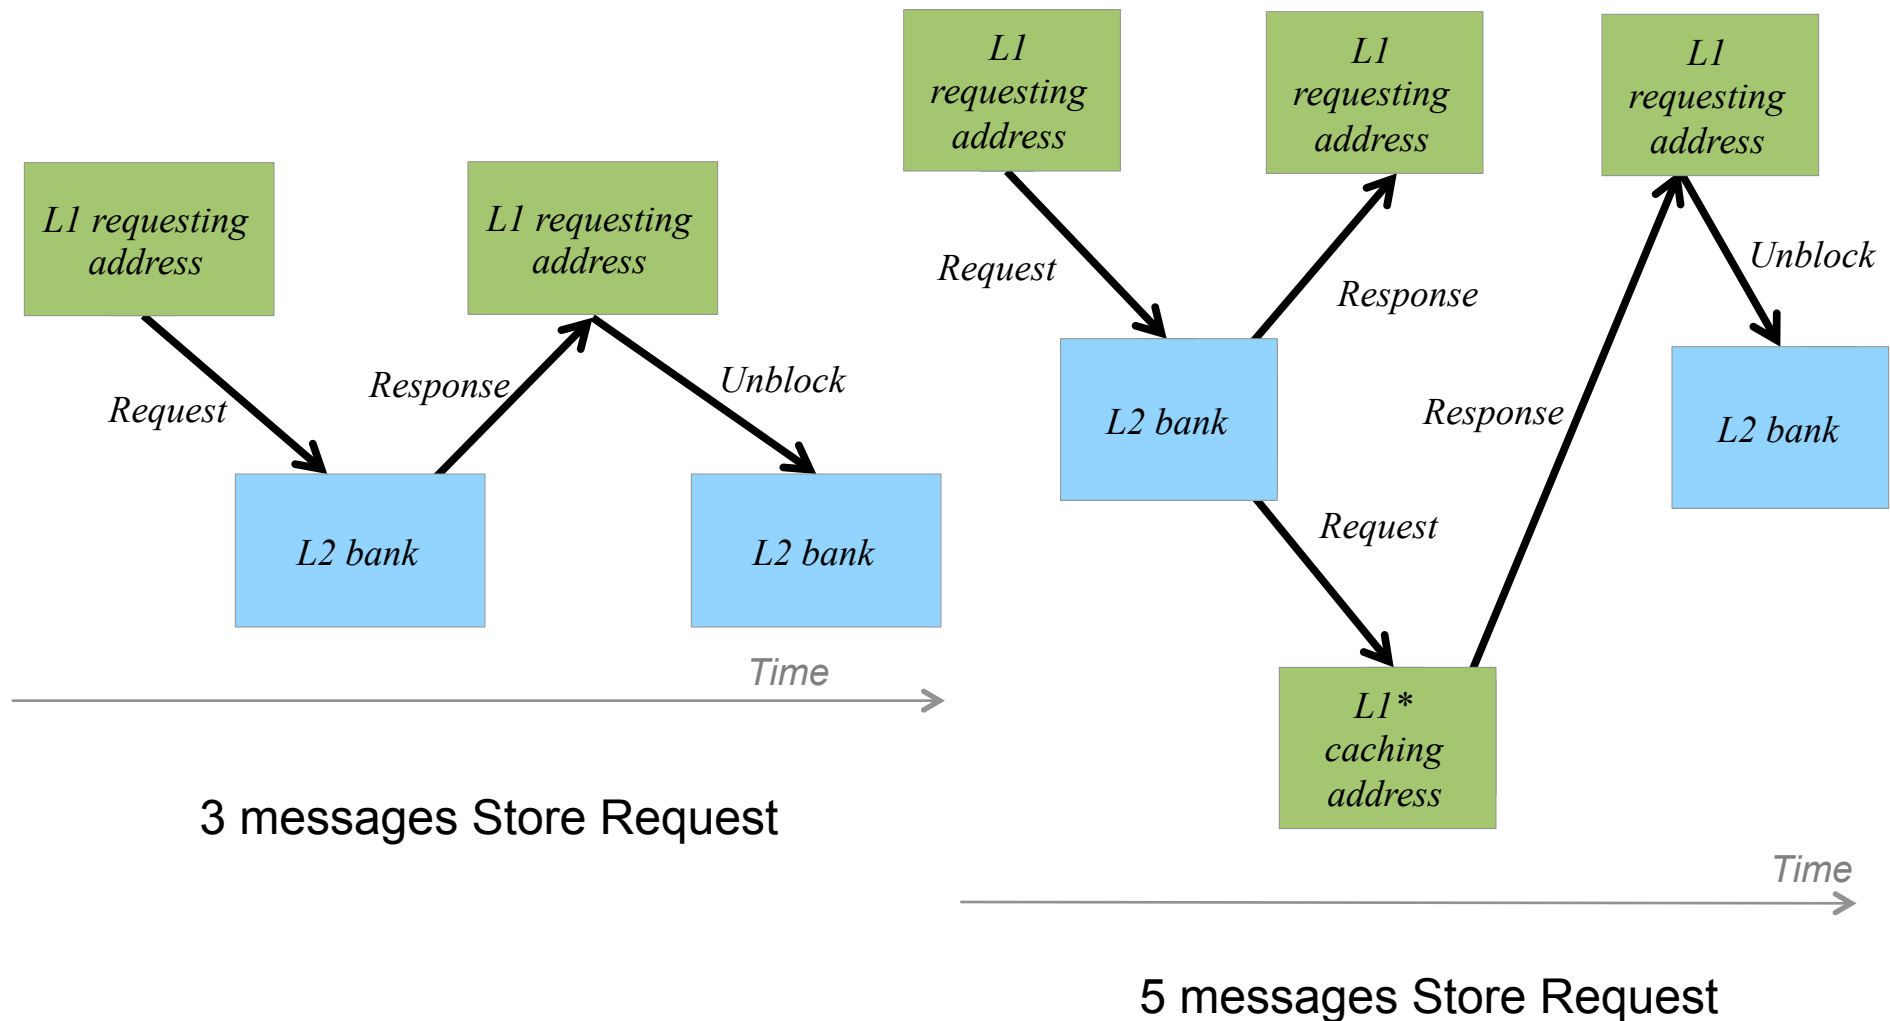 L1 requesting
address
L1 requesting
address
Request
Response
Unblock
L2 bank
L2 bank
Time
3 messages Store Request
L1
requesting
address
L1
requesting
address
L1
requesting
address
Request
Response
Unblock
L2 bank
Response
L2 bank
Request
L1*
caching
address
Time
5 messages Store Request